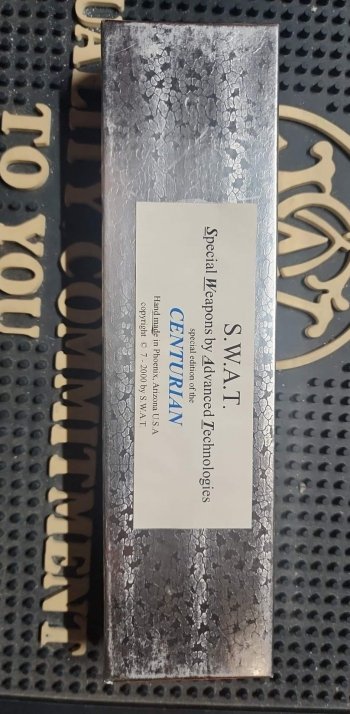 S.W.A.T.
Special Weapons by Advanced Technologies
special edition of the
CENTURIAN
Hand made in Phoenix, Arizona U S A
copyright © 7 - 2000 by S.W.A.T
COMMITMENT
TO YOU